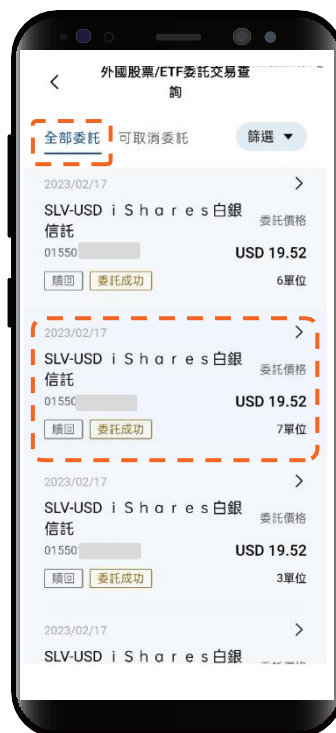 外國股票/ETF委託交易查
詢
全部委託 可取消委託 篩選
2023/02/17
SLV-USD ｉＳｈａｒｅｓ白銀
信託 委託價格
01550 USD 19.52
贖回 委託成功 6單位
2023/02/17
SLV-USD ｉＳｈａｒｅｓ白銀
信託 委託價格
01550 USD 19.52
贖回 委託成功 7單位
2023/02/17
SLV-USD ｉＳｈａｒｅｓ白銀
信託 委託價格
01550 USD 19.52
贖回 委託成功 3單位
2023/02/17
SLV-USD ｉＳｈａｒｅｓ白銀